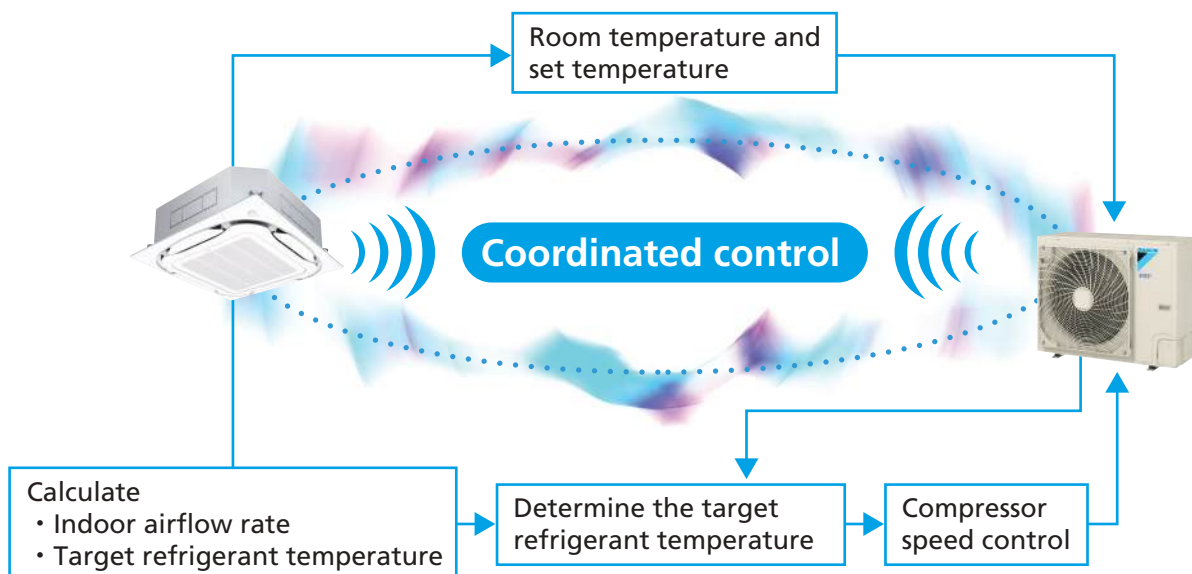 Room temperature and
set temperature
Coordinated control
Calculate
・Indoor airflow rate
・Target refrigerant temperature
Determine the target
refrigerant temperature
Compressor
speed control